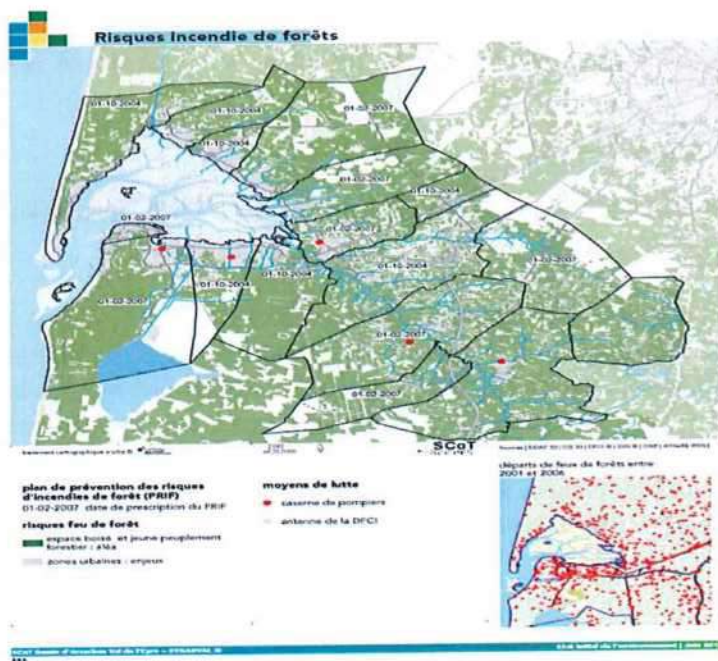 Risques incendie de forêts
01-10-2004
01-10-2004
01-02-2007
01-10-2004
01-02-2007
01-10-2004
01-02-2007
01-02-2007
01-02-2007
01-10-2004
01-10-2004
01-02-2007
01-10-2004
01-02-2007
01-02-2007
SCoT
plan de prévention des risques
d'incendies de forêt (PRIF)
01-02-2007 date de prescription du PRIF
risques feu de forêt
espace boisé et jeune peuplement
forestier : aléa
zones urbaines : enjeux
moyens de lutte
caserne de pompiers
antenne de la DFCI
départs de feux de forêts entre
2001 et 2006